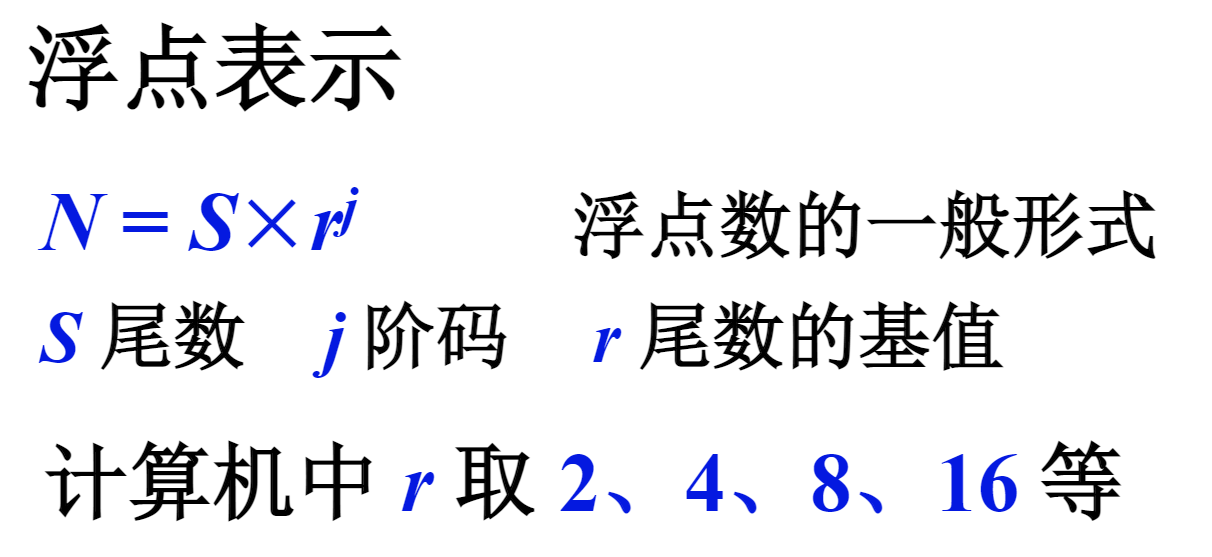 浮点表示
N = S×rʲ 浮点数的一般形式
S 尾数 j 阶码 r 尾数的基值
计算机中 r 取 2、4、8、16 等